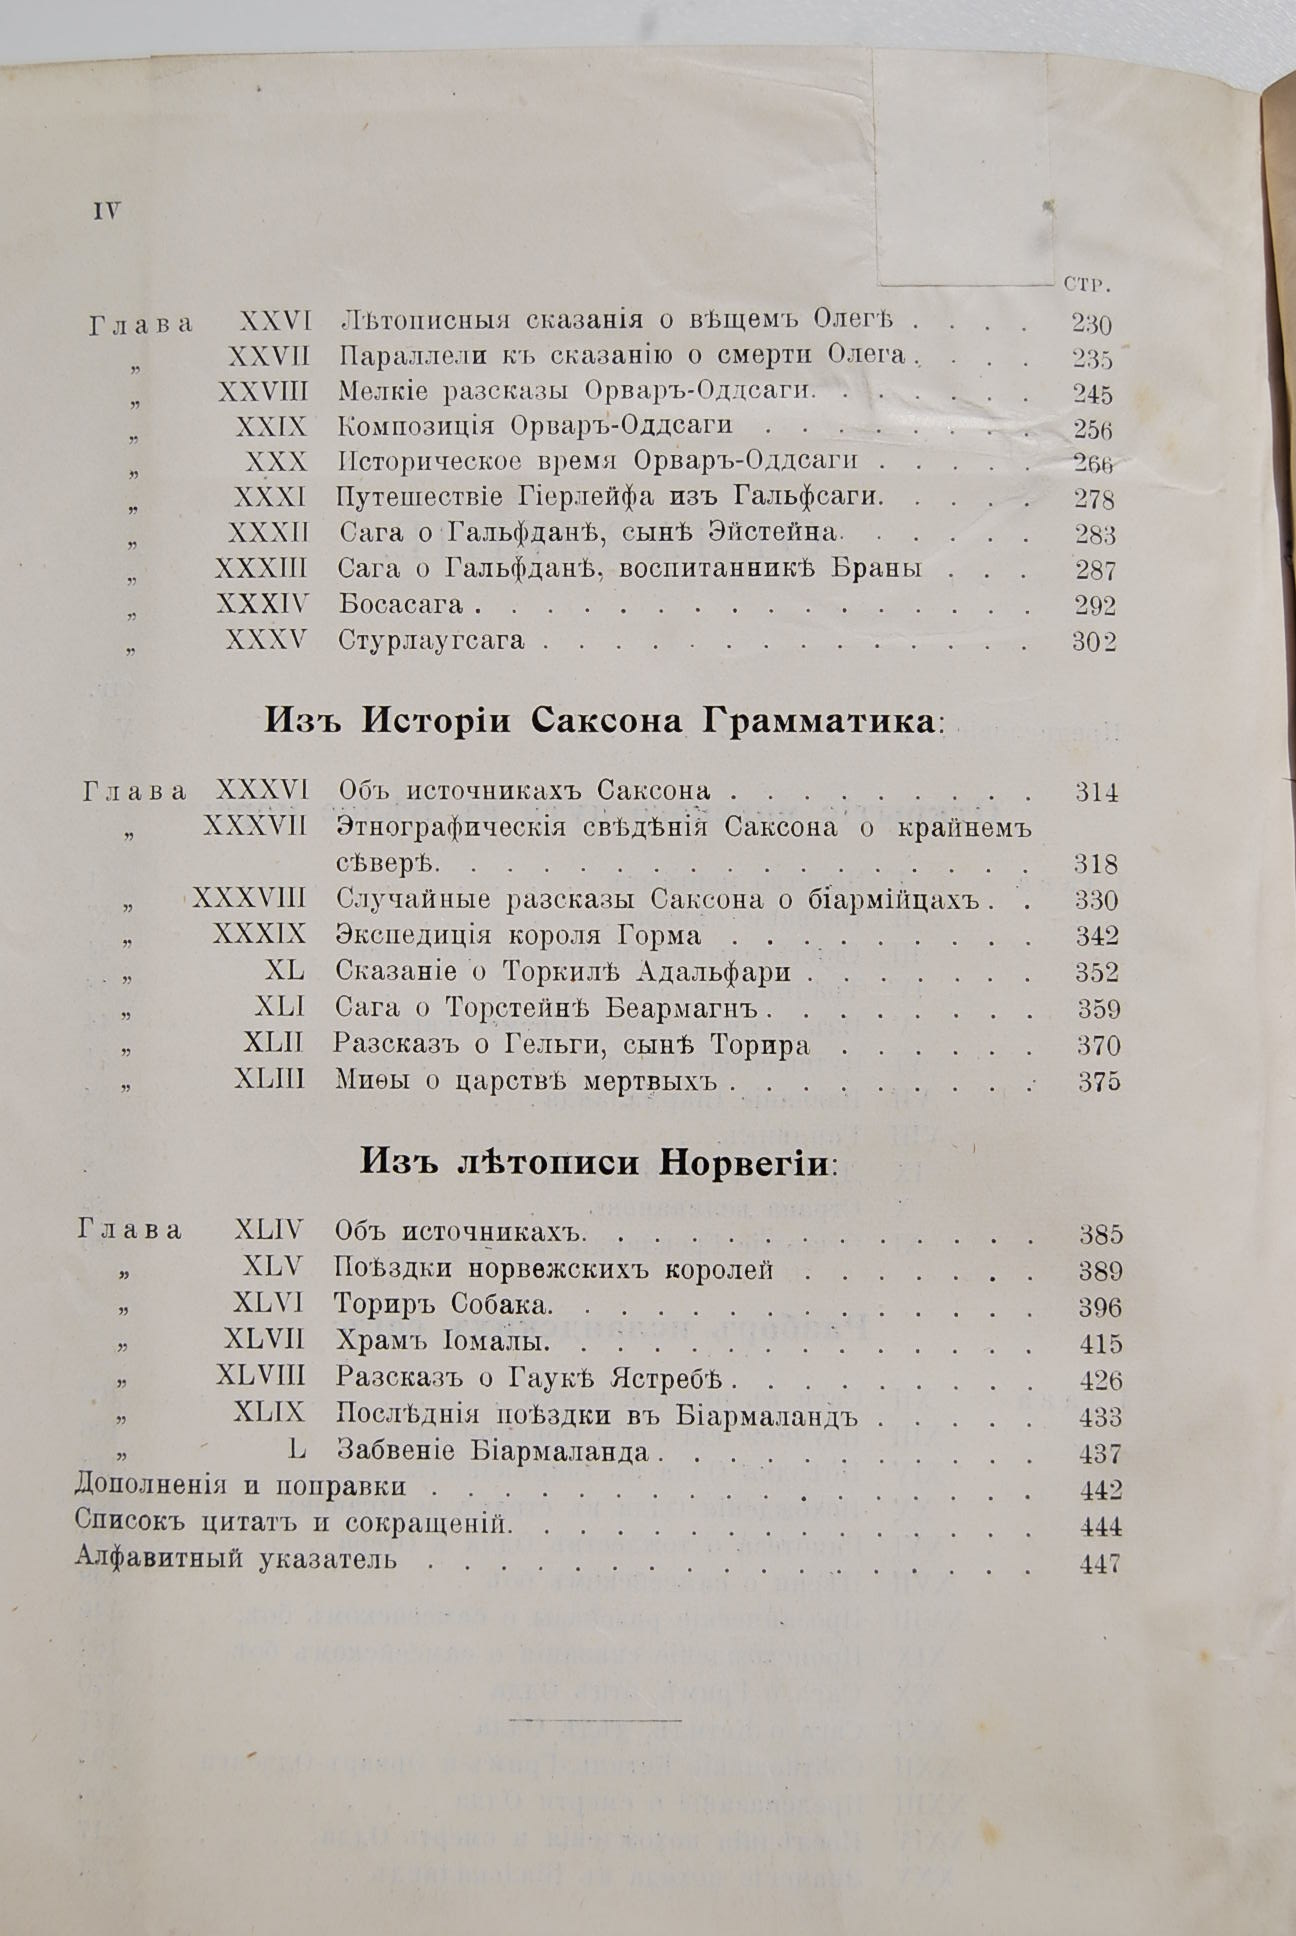 IV
СТР.
Глава XXVI Лѣтописныя сказанія о вѣщемъ Олегѣ . . . . 230
„ XXVII Параллели къ сказанію о смерти Олега . . . . 235
„ XXVIII Мелкіе разсказы Орваръ-Оддсаги. . . . . . . 245
„ XXIX Композиція Орваръ-Оддсаги . . . . . . . . 256
„ XXX Историческое время Орваръ-Оддсаги . . . . . 266
„ XXXI Путешествіе Гіерлейфа изъ Гальфсаги. . . . . 278
„ XXXII Сага о Гальфданѣ, сынѣ Эйстейна. . . . . . 283
„ XXXIII Сага о Гальфданѣ, воспитанникѣ Браны . . . 287
„ XXXIV Босасага . . . . . . . . . . . . . . . . 292
„ XXXV Стурлаугсага . . . . . . . . . . . . . . 302
Изъ Исторіи Саксона Грамматика:
Глава XXXVI Объ источникахъ Саксона . . . . . . . . . 314
„ XXXVII Этнографическія свѣдѣнія Саксона о крайнемъ
сѣверѣ. . . . . . . . . . . . . . . . . 318
„ XXXVIII Случайные разсказы Саксона о біармійцахъ . . 330
„ XXXIX Экспедиція короля Горма . . . . . . . . . 342
„ XL Сказаніе о Торкилѣ Адальфари . . . . . . . 352
„ XLI Сага о Торстейнѣ Беармагнъ . . . . . . . . 359
„ XLII Разсказъ о Гельги, сынѣ Торира . . . . . . 370
„ XLIII Миѳы о царствѣ мертвыхъ . . . . . . . . . 375
Изъ лѣтописи Норвегіи:
Глава XLIV Объ источникахъ. . . . . . . . . . . . . 385
„ XLV Поѣздки норвежскихъ королей . . . . . . . 389
„ XLVI Ториръ Собака. . . . . . . . . . . . . . 396
„ XLVII Храмъ Іомалы. . . . . . . . . . . . . . 415
„ XLVIII Разсказъ о Гаукѣ Ястребѣ . . . . . . . . . 426
„ XLIX Послѣднія поѣздки въ Біармаландъ . . . . . 433
„ L Забвеніе Біармаланда . . . . . . . . . . . 437
Дополненія и поправки . . . . . . . . . . . . . . . . . 442
Списокъ цитатъ и сокращеній. . . . . . . . . . . . . . . 444
Алфавитный указатель . . . . . . . . . . . . . . . . . 447